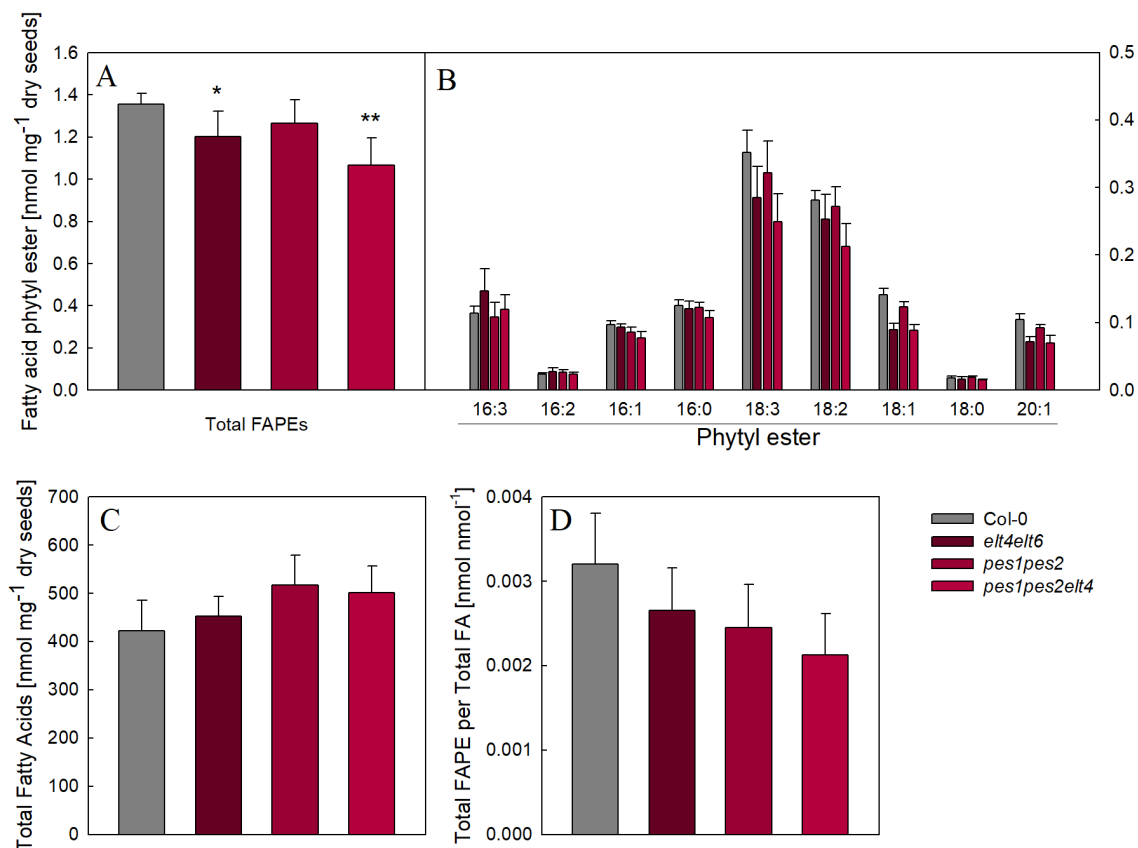 Fatty acid phytyl ester [nmol mg⁻¹ dry seeds]
1.6
1.4
1.2
1.0
0.8
0.6
0.4
0.2
0.0
A
*
**
Total FAPEs
B
0.5
0.4
0.3
0.2
0.1
0.0
16:3 16:2 16:1 16:0 18:3 18:2 18:1 18:0 20:1
Phytyl ester
Total Fatty Acids [nmol mg⁻¹ dry seeds]
700
600
500
400
300
200
100
0
C
Total FAPE per Total FA [nmol nmol⁻¹]
0.004
0.003
0.002
0.001
0.000
D
Col-0
elt4elt6
pes1pes2
pes1pes2elt4